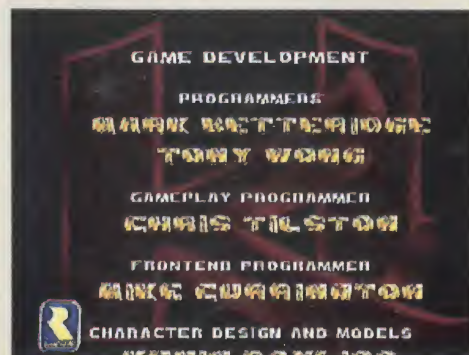 GAME DEVELOPMENT
PROGRAMMERS
MARK BETTERIDGE
TONY WONG
GAMEPLAY PROGRAMMER
CHRIS TILSTON
FRONTEND PROGRAMMER
MIKE CURRINGTON
CHARACTER DESIGN AND MODELS